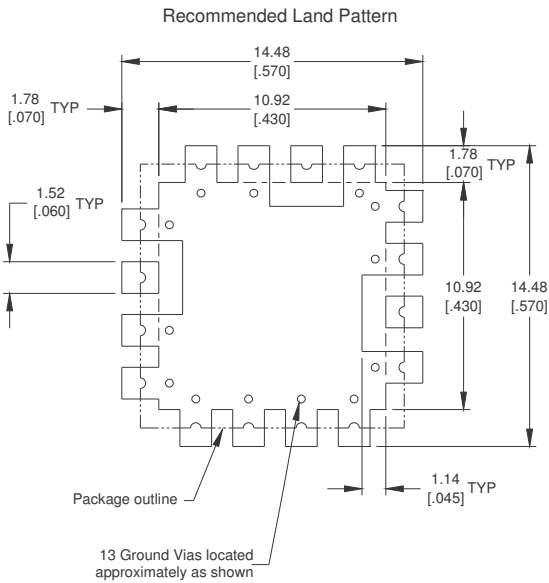 Recommended Land Pattern
14.48
[.570]
1.78
[.070] TYP
10.92
[.430]
1.78
[.070] TYP
1.52
[.060] TYP
10.92
[.430]
14.48
[.570]
1.14
[.045] TYP
Package outline
13 Ground Vias located
approximately as shown